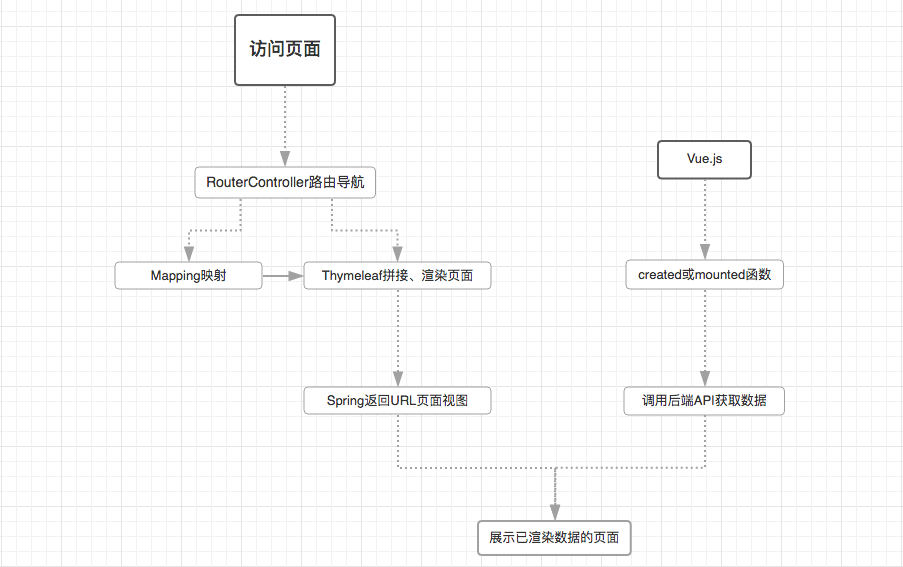 访问页面
Vue.js
RouterController路由导航
Mapping映射
Thymeleaf拼接、渲染页面
created或mounted函数
Spring返回URL页面视图
调用后端API获取数据
展示已渲染数据的页面